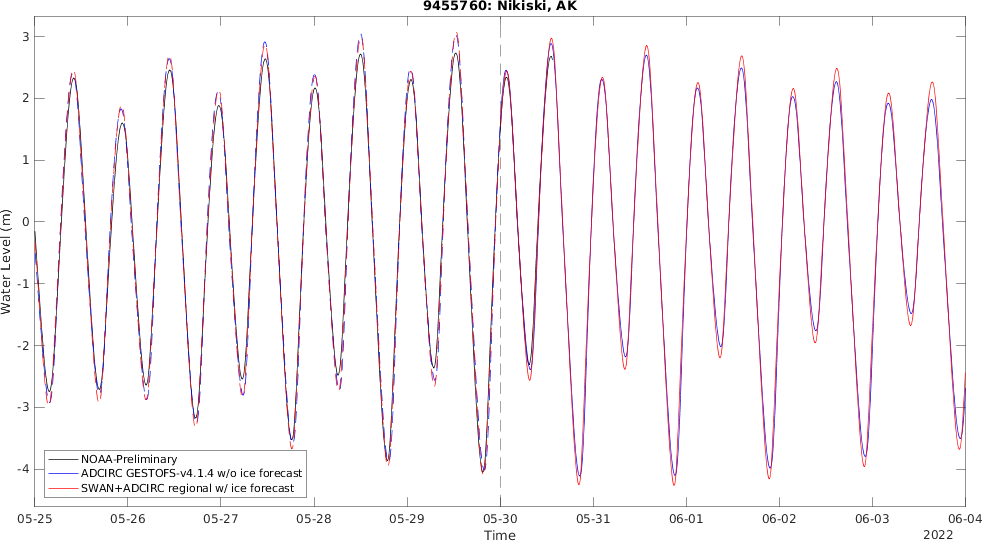 9455760: Nikiski, AK
Water Level (m)
3
2
1
0
-1
-2
-3
-4
NOAA-Preliminary
ADCIRC GESTOFS-v4.1.4 w/o ice forecast
SWAN+ADCIRC regional w/ ice forecast
05-25 05-26 05-27 05-28 05-29 05-30 05-31 06-01 06-02 06-03 06-04
Time
2022